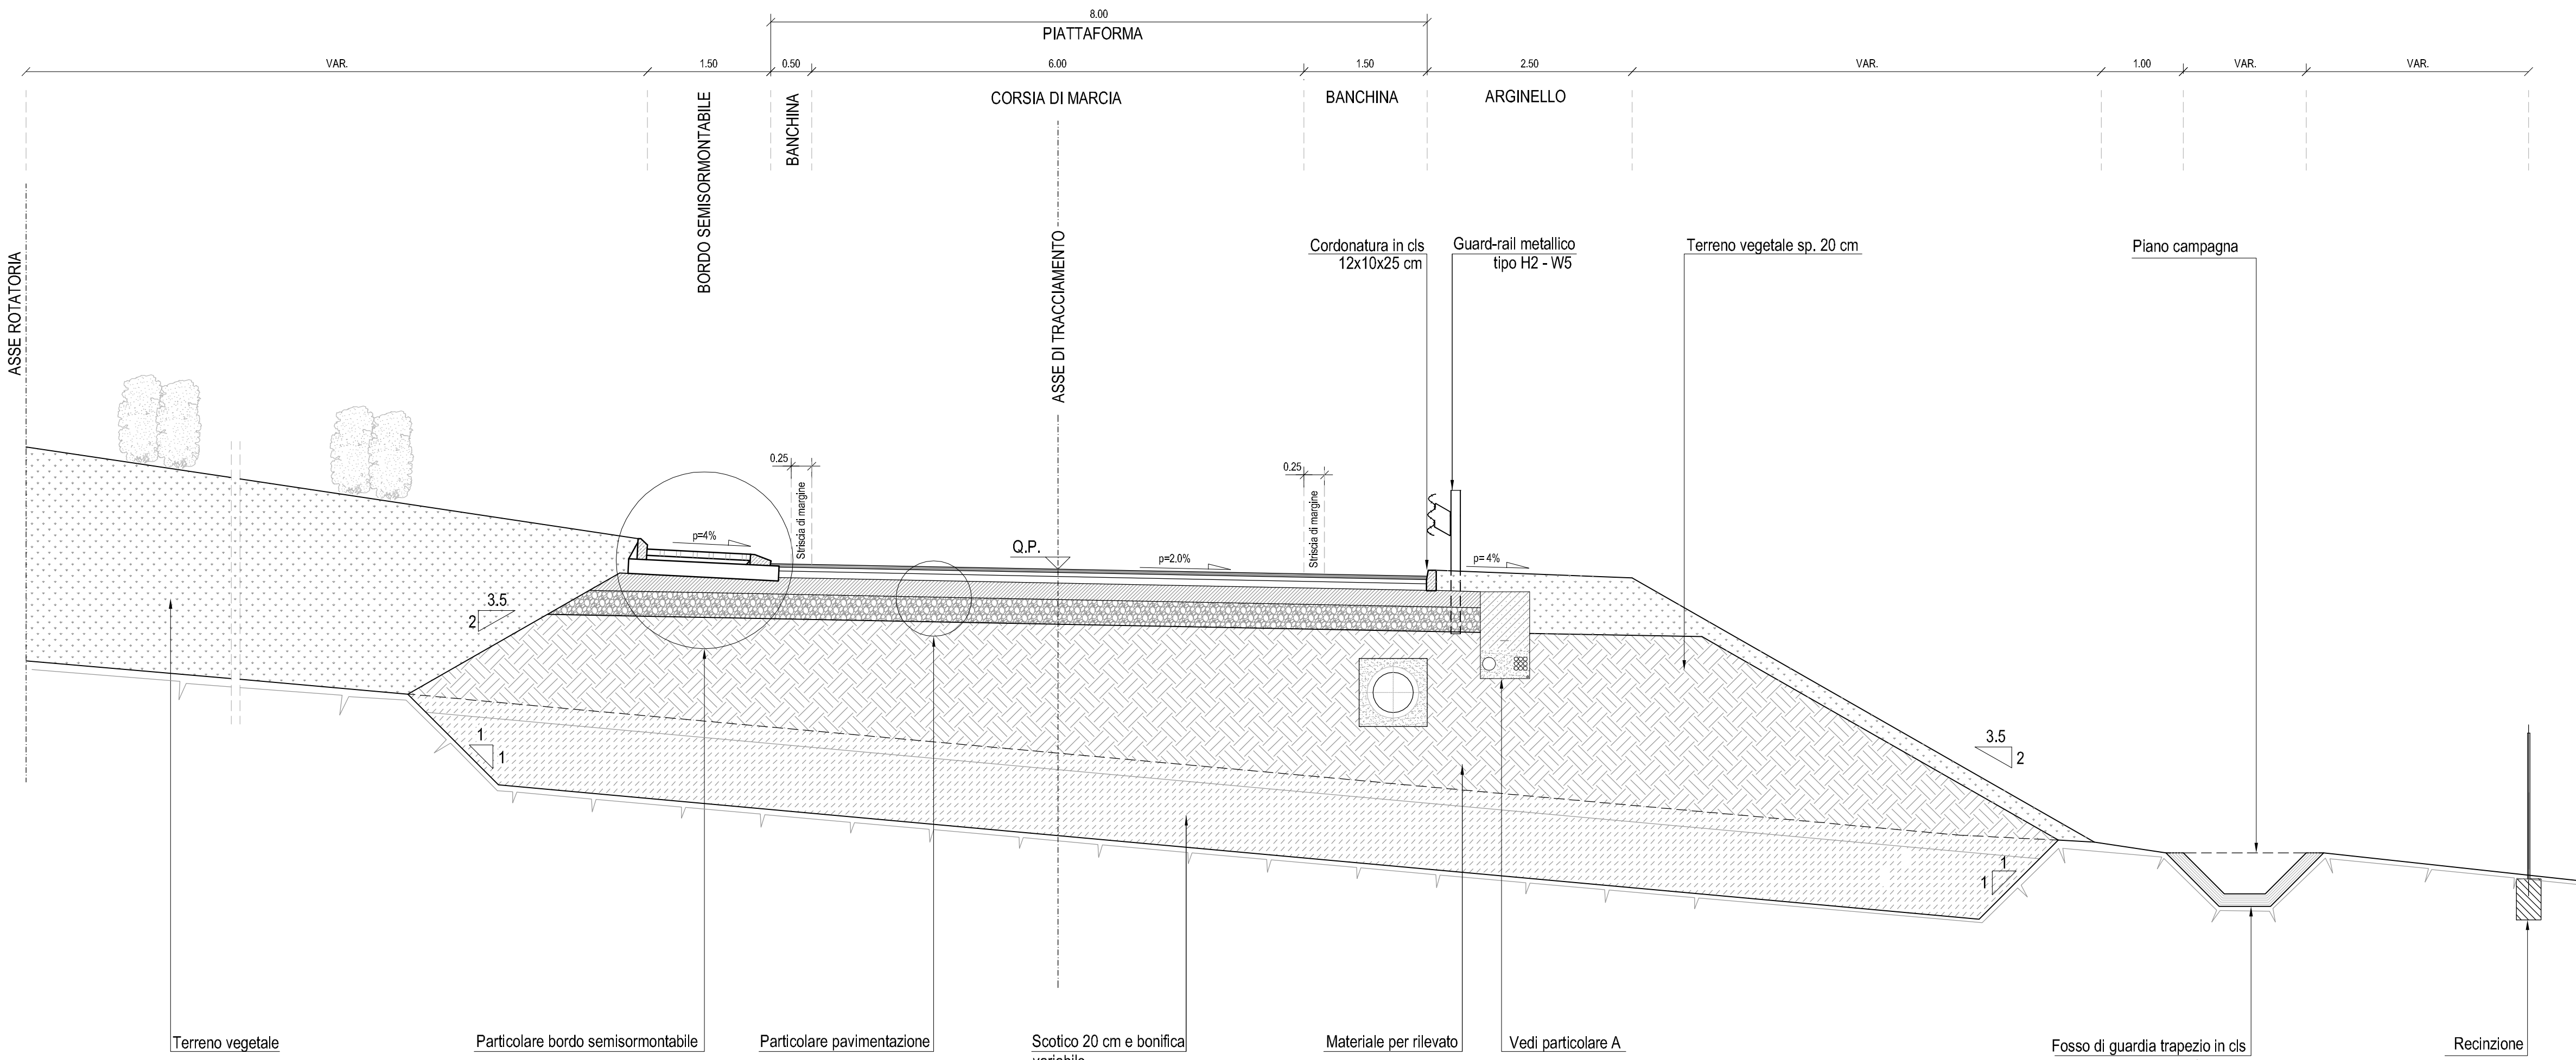 8.00
PIATTAFORMA
VAR.
1.50
0.50
6.00
1.50
2.50
VAR.
1.00
VAR.
VAR.
BORDO SEMISORMONTABILE
BANCHINA
CORSIA DI MARCIA
BANCHINA
ARGINELLO
ASSE ROTATORIA
ASSE DI TRACCIAMENTO
Cordonatura in cls
12x10x25 cm
Guard-rail metallico
tipo H2 - W5
Terreno vegetale sp. 20 cm
Piano campagna
0.25
Striscia di margine
0.25
Striscia di margine
p=4%
Q.P.
p=2.0%
p= 4%
3.5
2
1
1
3.5
2
1
1
Terreno vegetale
Particolare bordo semisormontabile
Particolare pavimentazione
Scotico 20 cm e bonifica
variabile
Materiale per rilevato
Vedi particolare A
Fosso di guardia trapezio in cls
Recinzione